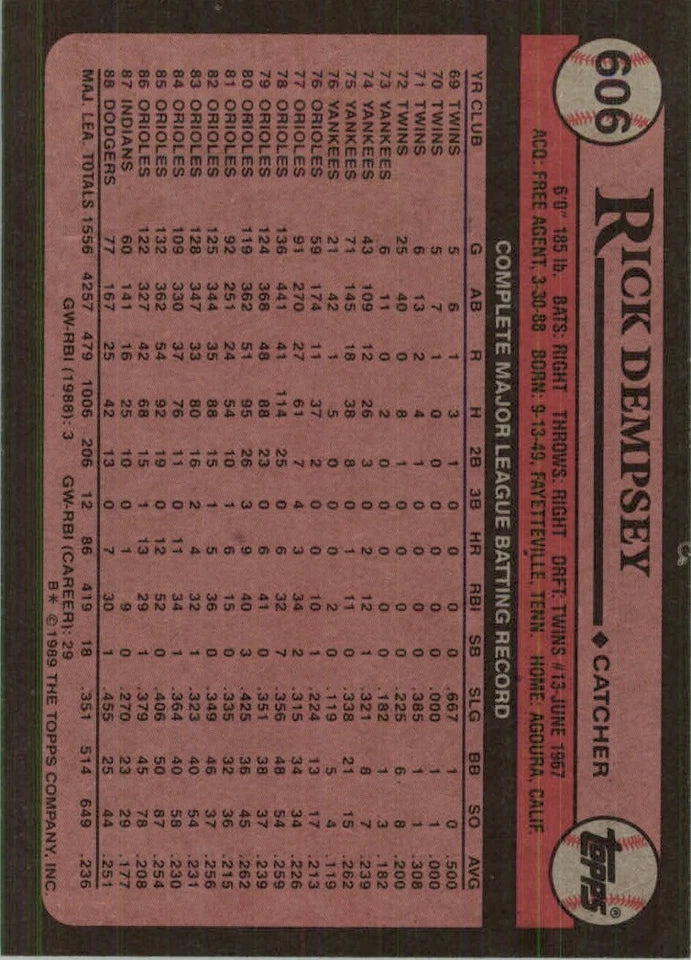 606
RICK DEMPSEY
◆ CATCHER
TOPPS®
6'0" 185 lb. BATS: RIGHT THROWS: RIGHT DRFT: TWINS #13-JUNE 1967
ACQ: FREE AGENT, 3-30-88 BORN: 9-13-49, FAYETTEVILLE, TENN. HOME: AGOURA, CALIF.
COMPLETE MAJOR LEAGUE BATTING RECORD
YR CLUB G AB R H 2B 3B HR RBI SB SLG BB SO AVG
69 TWINS 5 6 1 3 1 0 0 0 0 .667 1 0 .500
70 TWINS 5 7 1 0 0 0 0 0 0 .000 1 1 .000
71 TWINS 6 13 2 4 1 0 0 0 0 .385 1 1 .308
72 TWINS 25 40 0 8 1 0 0 0 0 .225 6 8 .200
73 YANKEES 6 11 0 2 0 0 0 0 0 .182 1 3 .182
74 YANKEES 43 109 12 26 3 0 2 12 1 .321 8 7 .239
75 YANKEES 71 145 18 38 8 0 1 11 0 .338 21 15 .262
76 YANKEES 21 42 1 5 0 0 0 2 0 .119 5 4 .119
76 ORIOLES 59 174 11 37 2 0 0 10 1 .224 13 17 .213
77 ORIOLES 91 270 27 61 7 4 3 34 2 .315 34 34 .226
78 ORIOLES 136 441 41 114 25 0 6 32 7 .356 48 54 .259
79 ORIOLES 124 368 48 88 23 0 6 41 0 .351 38 37 .239
80 ORIOLES 119 362 51 95 26 3 9 40 3 .425 36 45 .262
81 ORIOLES 92 251 24 54 10 1 6 15 0 .335 32 36 .215
82 ORIOLES 125 344 35 88 15 1 5 36 0 .349 46 37 .256
83 ORIOLES 128 347 33 80 16 2 4 32 1 .323 40 54 .231
84 ORIOLES 109 330 37 76 11 0 11 34 1 .364 40 58 .230
85 ORIOLES 132 362 54 92 19 0 12 52 0 .406 50 87 .254
86 ORIOLES 122 327 42 68 15 1 13 29 1 .379 45 78 .208
87 INDIANS 60 141 16 25 10 0 1 9 0 .270 23 29 .177
88 DODGERS 77 167 25 42 13 0 7 30 1 .455 25 44 .251
MAJ. LEA. TOTALS 1556 4257 479 1006 206 12 86 419 18 .351 514 649 .236
GW-RBI (1988): 3 GW-RBI (CAREER): 29
B* ©1989 THE TOPPS COMPANY, INC.